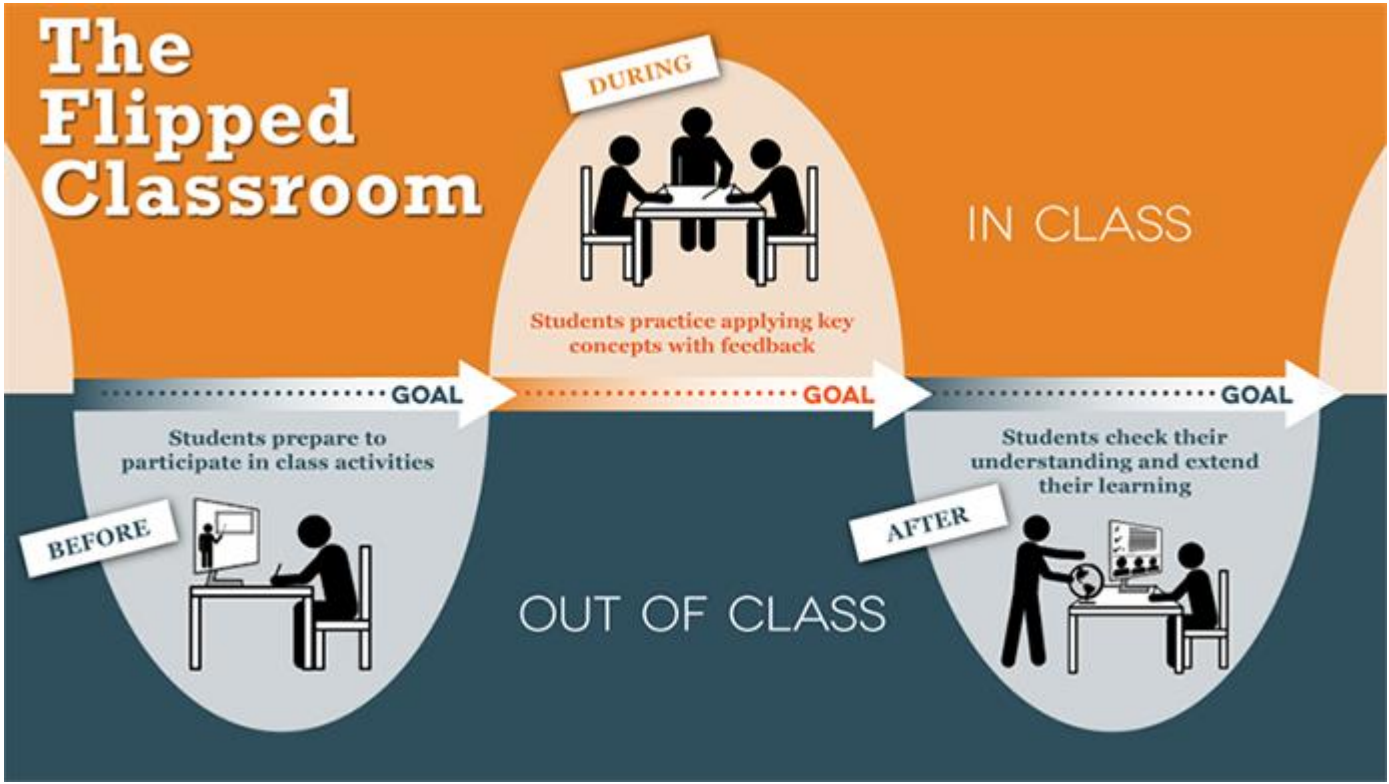 The
Flipped
Classroom
DURING
IN CLASS
Students practice applying key
concepts with feedback
GOAL
GOAL
GOAL
Students prepare to
participate in class activities
BEFORE
OUT OF CLASS
Students check their
understanding and extend
their learning
AFTER